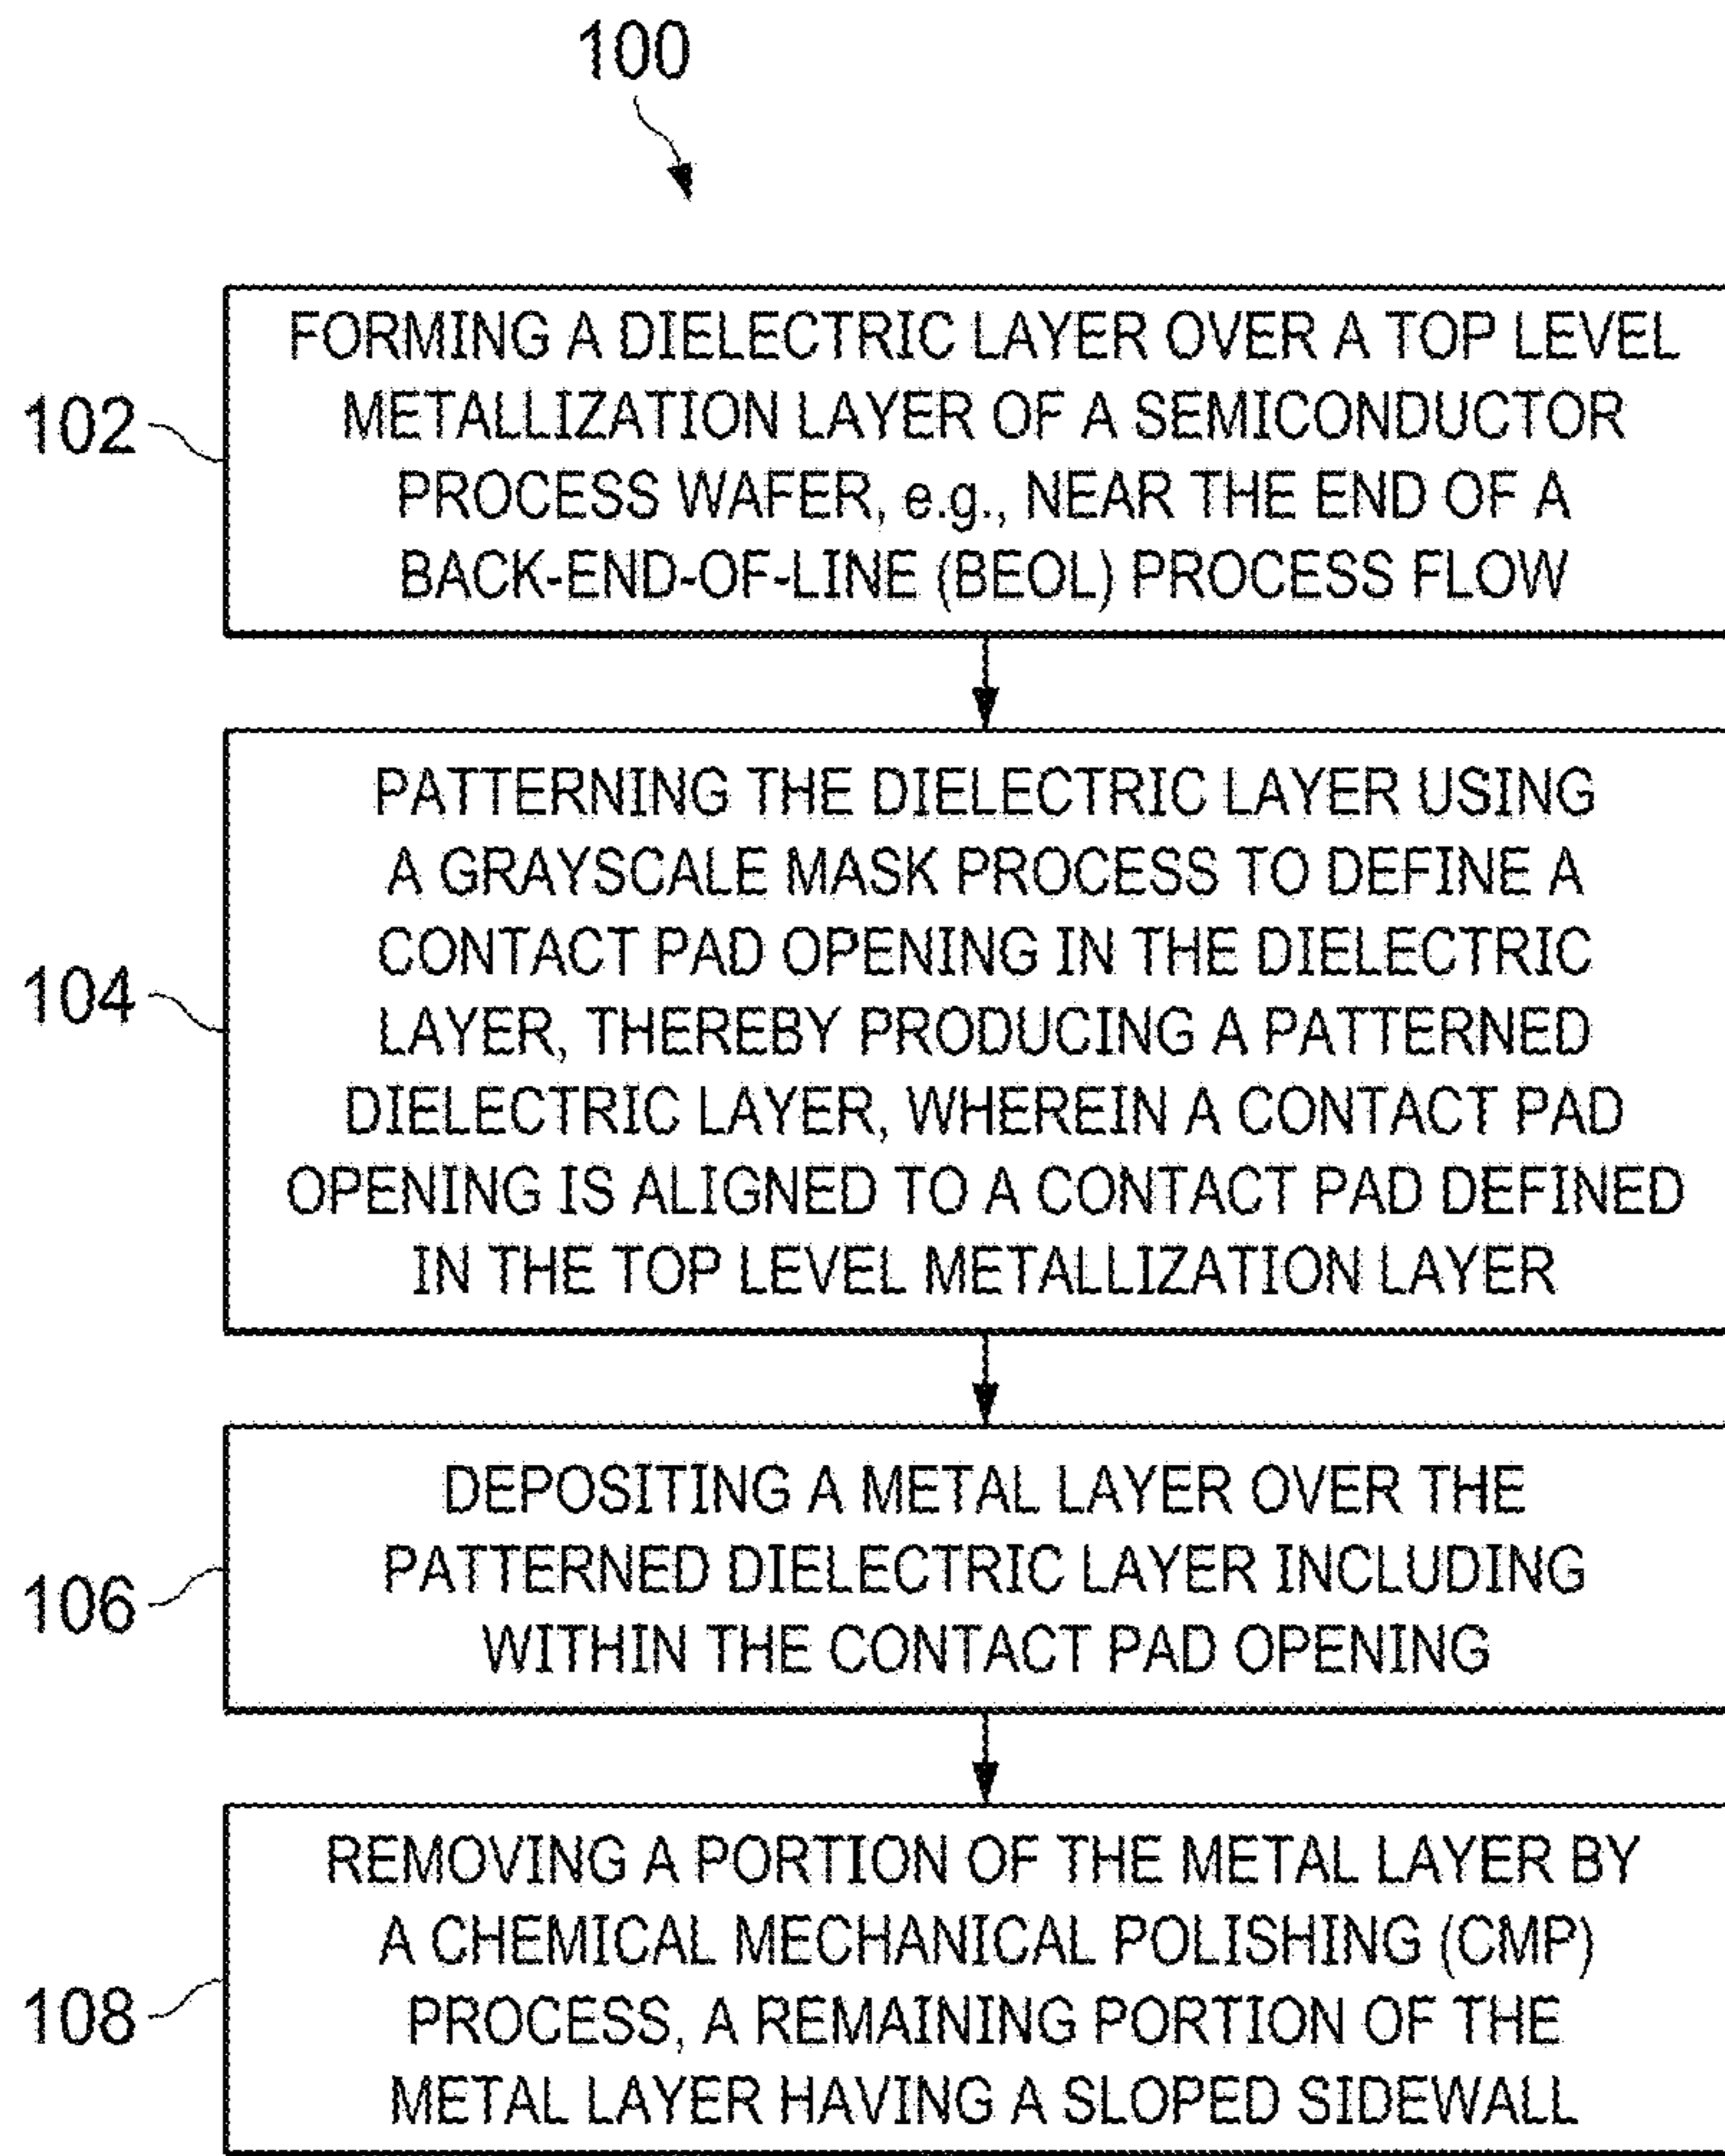 100
102
FORMING A DIELECTRIC LAYER OVER A TOP LEVEL
METALLIZATION LAYER OF A SEMICONDUCTOR
PROCESS WAFER, e.g., NEAR THE END OF A
BACK-END-OF-LINE (BEOL) PROCESS FLOW
104
PATTERNING THE DIELECTRIC LAYER USING
A GRAYSCALE MASK PROCESS TO DEFINE A
CONTACT PAD OPENING IN THE DIELECTRIC
LAYER, THEREBY PRODUCING A PATTERNED
DIELECTRIC LAYER, WHEREIN A CONTACT PAD
OPENING IS ALIGNED TO A CONTACT PAD DEFINED
IN THE TOP LEVEL METALLIZATION LAYER
106
DEPOSITING A METAL LAYER OVER THE
PATTERNED DIELECTRIC LAYER INCLUDING
WITHIN THE CONTACT PAD OPENING
108
REMOVING A PORTION OF THE METAL LAYER BY
A CHEMICAL MECHANICAL POLISHING (CMP)
PROCESS, A REMAINING PORTION OF THE
METAL LAYER HAVING A SLOPED SIDEWALL